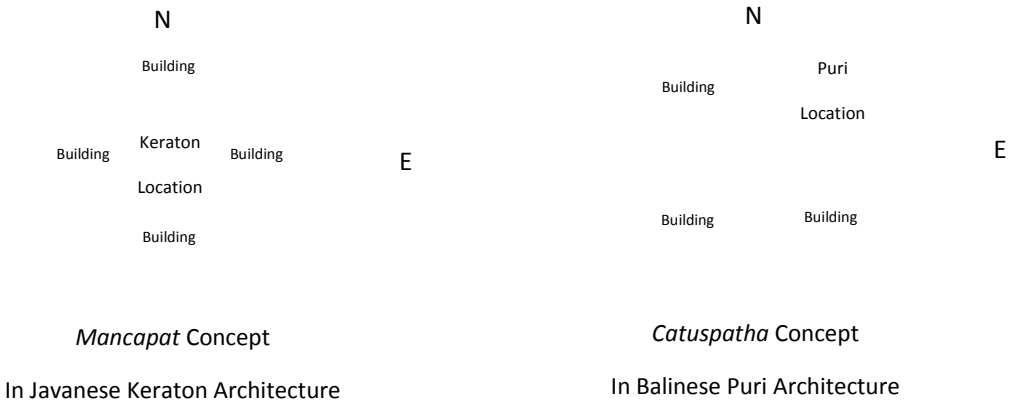 N
Building
Building
Keraton
Location
Building
Building
E
Mancapat Concept
In Javanese Keraton Architecture
N
Building
Puri
Location
E
Building
Building
Catuspatha Concept
In Balinese Puri Architecture